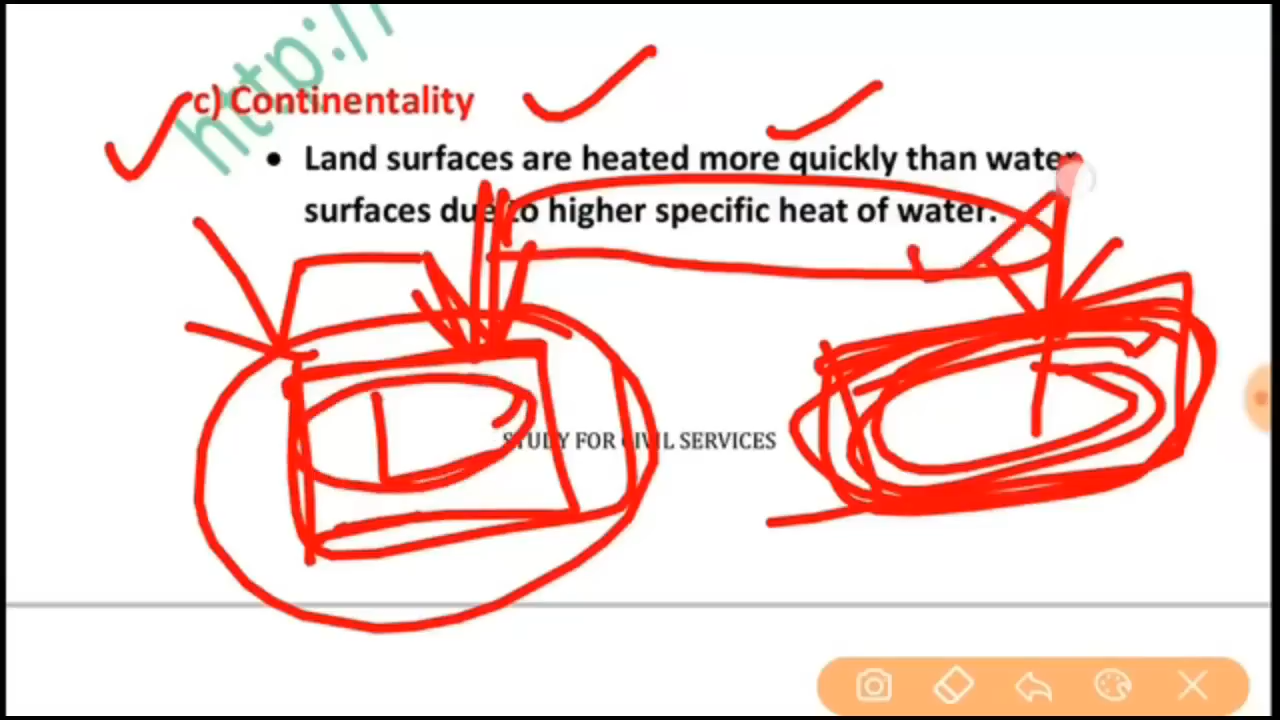 http://
c) Continentality
• Land surfaces are heated more quickly than water
surfaces due to higher specific heat of water.
STUDY FOR CIVIL SERVICES